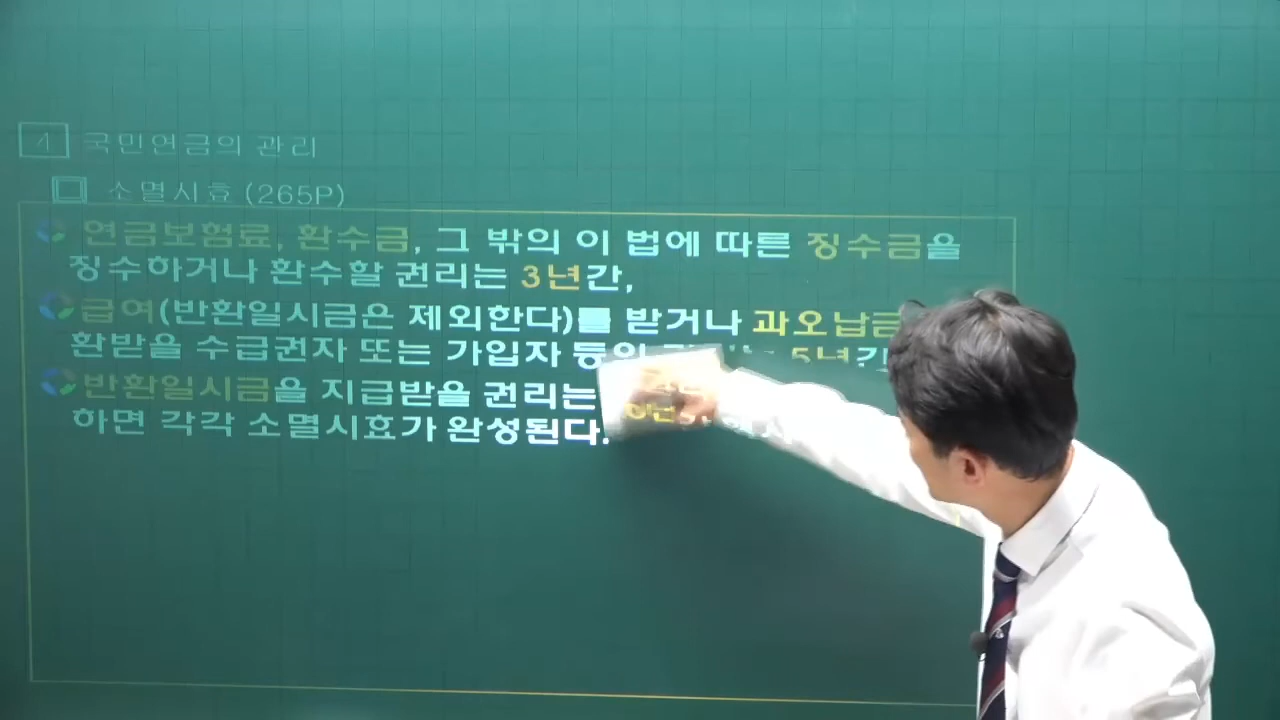 4 국민연금의 관리
소멸시효 (265P)
연금보험료, 환수금, 그 밖의 이 법에 따른 징수금을
징수하거나 환수할 권리는 3년간,
급여(반환일시금은 제외한다)를 받거나 과오납금
환받을 수급권자 또는 가입자 등의 5년간
반환일시금을 지급받을 권리는
하면 각각 소멸시효가 완성된다.